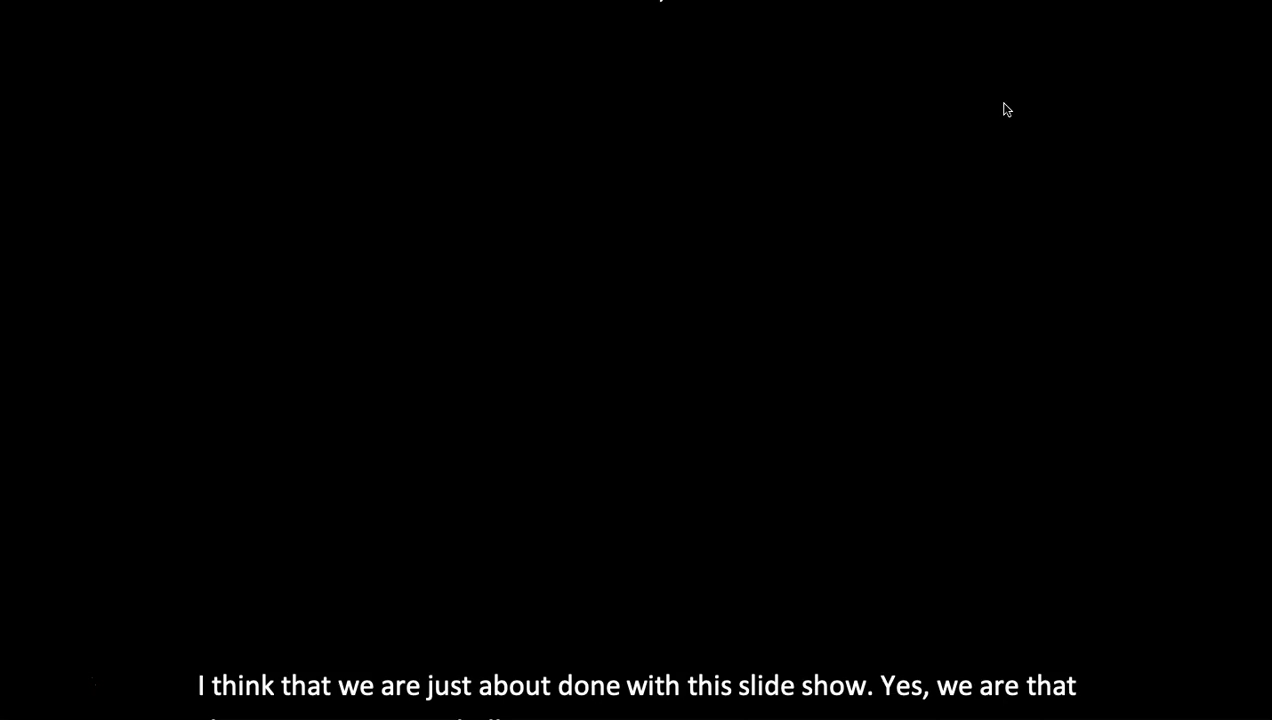 I think that we are just about done with this slide show. Yes, we are that